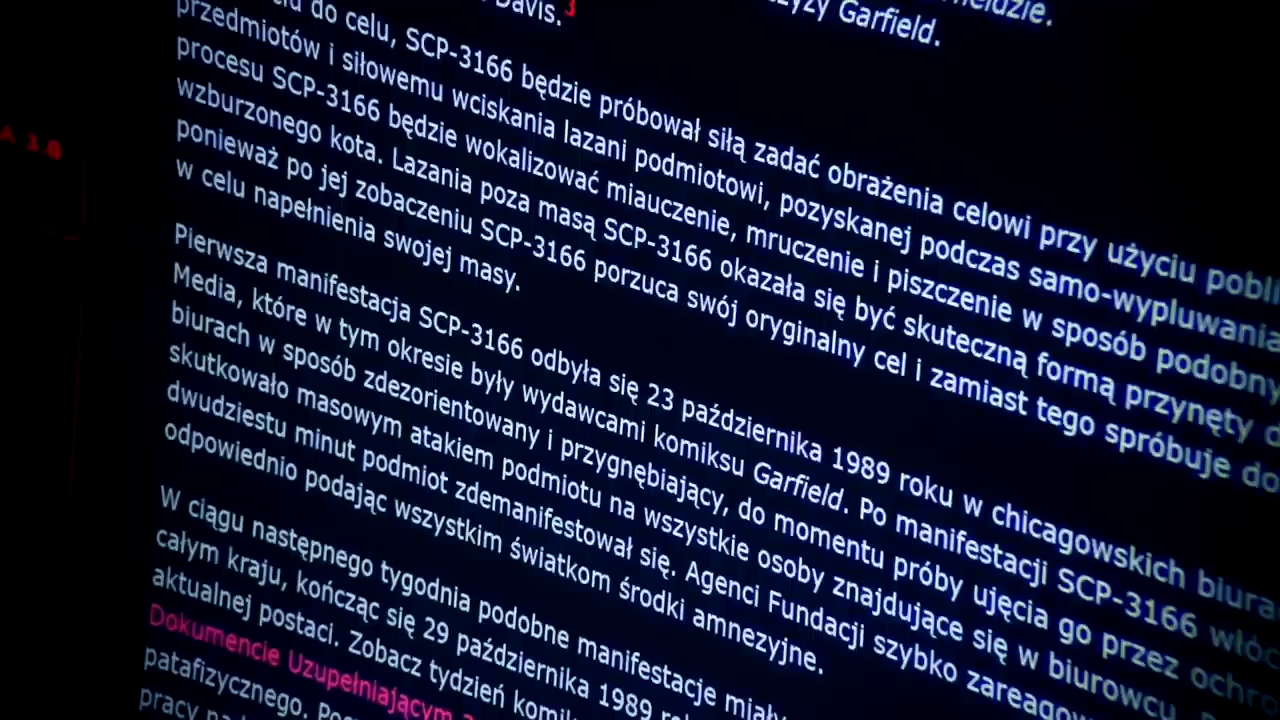 Davis.3
Garfield.
do celu, SCP-3166 będzie próbował siłą zadać obrażenia celowi przy użyciu
przedmiotów i siłowemu wciskania lazani podmiotowi, pozyskanej podczas samo-wypluwania
procesu SCP-3166 będzie wokalizować miauczenie, mruczenie i piszczenie w sposób podobny
wzburzonego kota. Lazania poza masą SCP-3166 okazała się być skuteczną formą przynęty
ponieważ po jej zobaczeniu SCP-3166 porzuca swój oryginalny cel i zamiast tego spróbuje do
w celu napełnienia swojej masy.
Pierwsza manifestacja SCP-3166 odbyła się 23 października 1989 roku w chicagowskich
Media, które w tym okresie były wydawcami komiksu Garfield. Po manifestacji SCP-3166
biurach w sposób zdezorientowany i przygnębiający, do momentu próby ujęcia go przez
skutkowało masowym atakiem podmiotu na wszystkie osoby znajdujące się w biurowcu.
dwudziestu minut podmiot zdemanifestował się. Agenci Fundacji szybko
odpowiednio podając wszystkim światkom środki amnezyjne.
W ciągu następnego tygodnia podobne manifestacje miały
całym kraju, kończąc się 29 października 1989
aktualnej postaci. Zobacz tydzień
Dokumencie Uzupełniającym
patafizycznego.
pracy